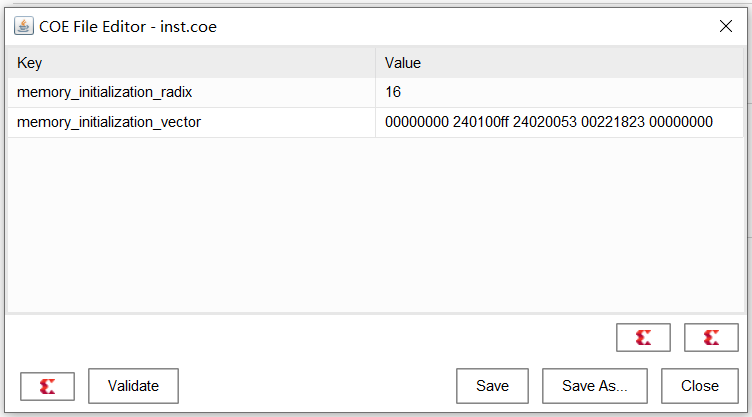 COE File Editor - inst.coe
Key Value
memory_initialization_radix 16
memory_initialization_vector 00000000 240100ff 24020053 00221823 00000000
Validate Save Save As... Close